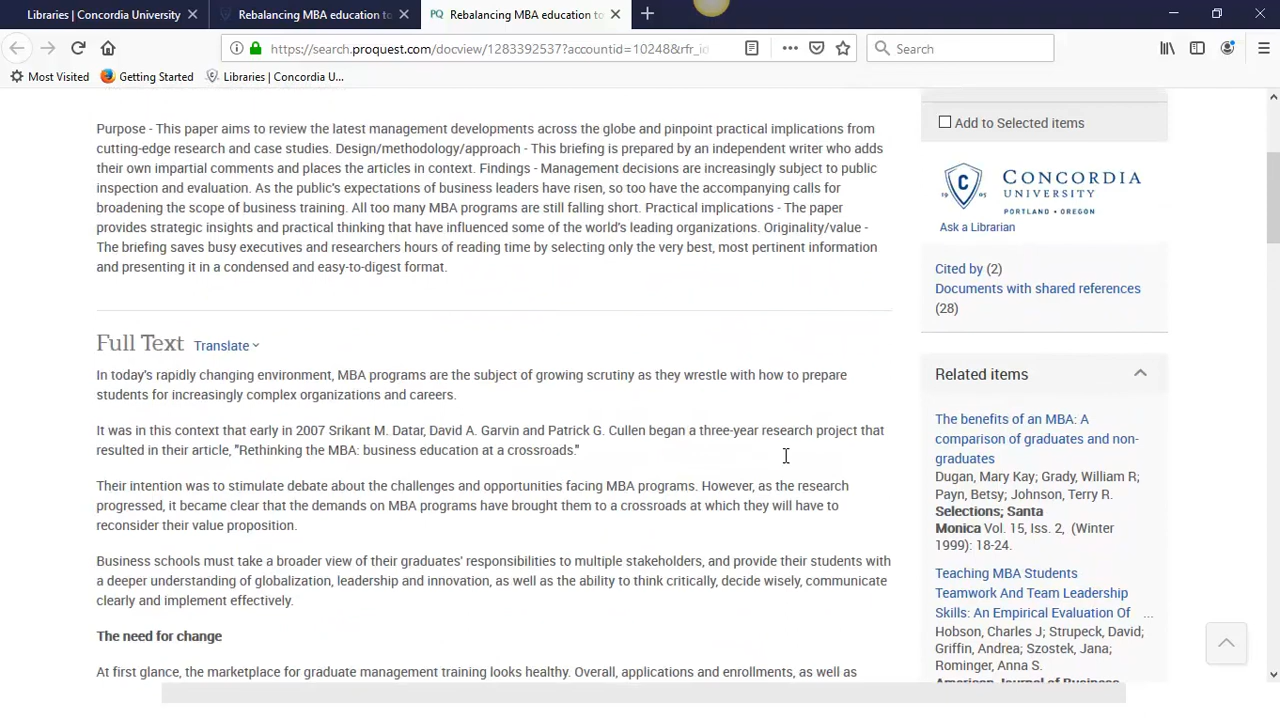 Libraries | Concordia University
Rebalancing MBA education to
PQ Rebalancing MBA education to
https://search.proquest.com/docview/1283392537?accountid=10248&rfr_io
Search
Most Visited
Getting Started
Libraries | Concordia U...
Purpose - This paper aims to review the latest management developments across the globe and pinpoint practical implications from
cutting-edge research and case studies. Design/methodology/approach - This briefing is prepared by an independent writer who adds
their own impartial comments and places the articles in context. Findings - Management decisions are increasingly subject to public
inspection and evaluation. As the public's expectations of business leaders have risen, so too have the accompanying calls for
broadening the scope of business training. All too many MBA programs are still falling short. Practical implications - The paper
provides strategic insights and practical thinking that have influenced some of the world's leading organizations. Originality/value -
The briefing saves busy executives and researchers hours of reading time by selecting only the very best, most pertinent information
and presenting it in a condensed and easy-to-digest format.
Full Text Translate
In today's rapidly changing environment, MBA programs are the subject of growing scrutiny as they wrestle with how to prepare
students for increasingly complex organizations and careers.
It was in this context that early in 2007 Srikant M. Datar, David A. Garvin and Patrick G. Cullen began a three-year research project that
resulted in their article, "Rethinking the MBA: business education at a crossroads."
Their intention was to stimulate debate about the challenges and opportunities facing MBA programs. However, as the research
progressed, it became clear that the demands on MBA programs have brought them to a crossroads at which they will have to
reconsider their value proposition.
Business schools must take a broader view of their graduates' responsibilities to multiple stakeholders, and provide their students with
a deeper understanding of globalization, leadership and innovation, as well as the ability to think critically, decide wisely, communicate
clearly and implement effectively.
The need for change
At first glance, the marketplace for graduate management training looks healthy. Overall, applications and enrollments, as well as
Add to Selected items
C
19 05
CONCORDIA
UNIVERSITY
PORTLAND • OREGON
Ask a Librarian
Cited by (2)
Documents with shared references
(28)
Related items
The benefits of an MBA: A
comparison of graduates and non-
graduates
Dugan, Mary Kay; Grady, William R;
Payn, Betsy; Johnson, Terry R.
Selections; Santa
Monica Vol. 15, Iss. 2, (Winter
1999): 18-24.
Teaching MBA Students
Teamwork And Team Leadership
Skills: An Empirical Evaluation Of ...
Hobson, Charles J; Strupeck, David;
Griffin, Andrea; Szostek, Jana;
Rominger, Anna S.
American Journal of Business